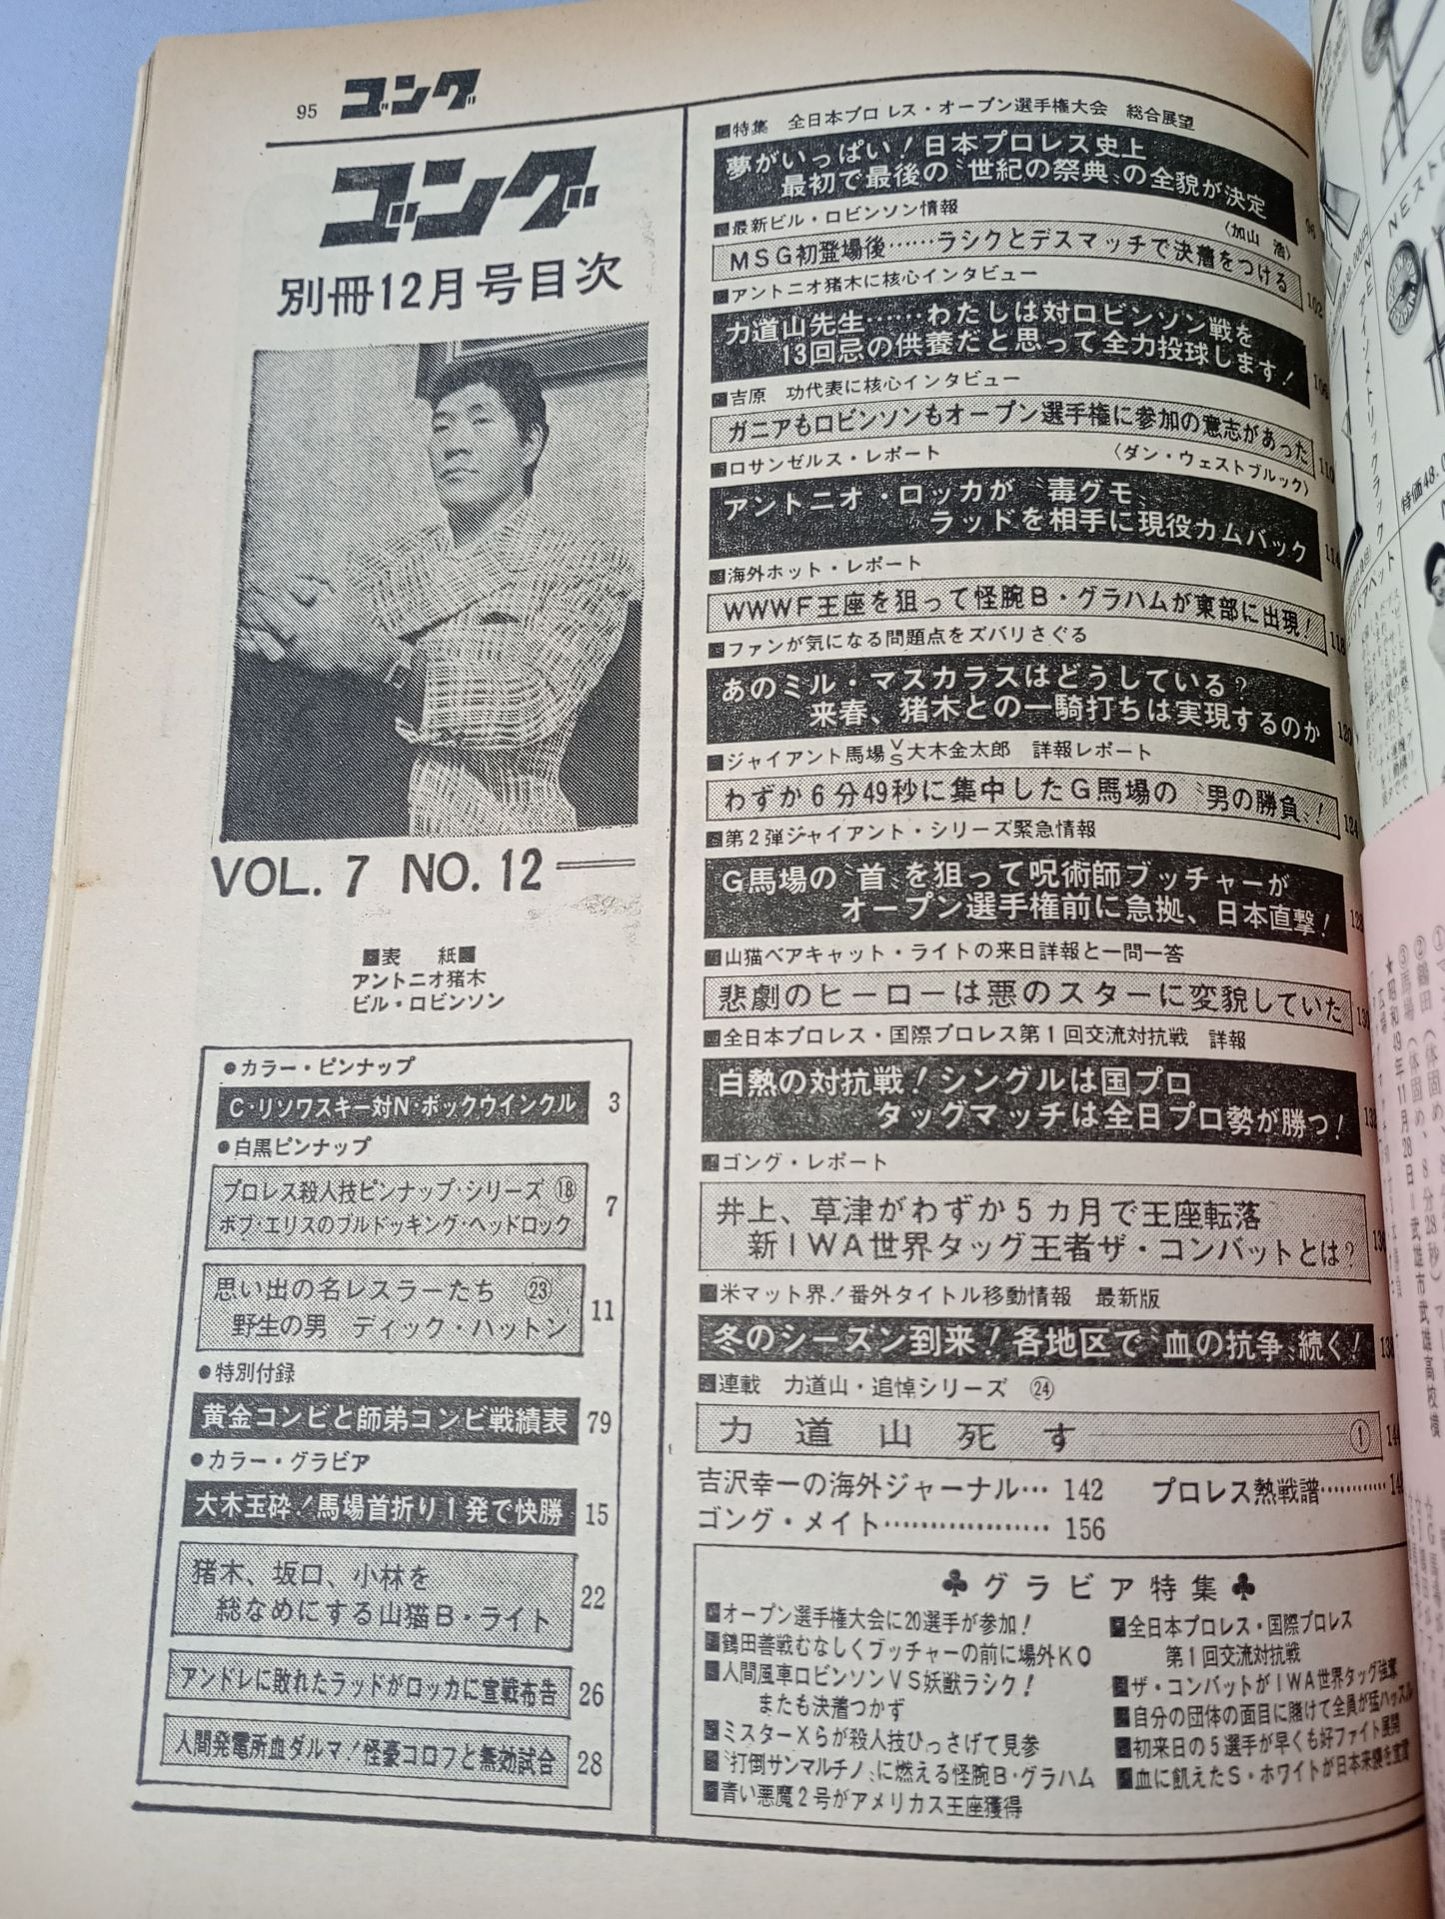 95 ゴング
ゴング
別冊12月号目次
VOL. 7 NO. 12
■表 紙■
アントニオ猪木
ビル・ロビンソン
●カラー・ピンナップ
C・リソワスキー対N・ボックウインクル 3
●白黒ピンナップ
プロレス殺人技ピンナップ・シリーズ ⑱
ボブ・エリスのブルドッキング・ヘッドロック 7
思い出の名レスラーたち ㉓
野生の男 ディック・ハットン 11
●特別付録
黄金コンビと師弟コンビ戦績表 79
●カラー・グラビア
大木玉砕！馬場首折り1発で快勝 15
猪木、坂口、小林を
総なめにする山猫B・ライト 22
アンドレに敗れたラッドがロッカに宣戦布告 26
人間発電所血ダルマ！怪豪コロフと無効試合 28
■特集 全日本プロレス・オープン選手権大会 総合展望
夢がいっぱい！日本プロレス史上
最初で最後の〝世紀の祭典〟の全貌が決定 96
■最新ビル・ロビンソン情報
〈加山 浩〉
MSG初登場後……ラシクとデスマッチで決着をつける 102
■アントニオ猪木に核心インタビュー
力道山先生……わたしは対ロビンソン戦を
13回忌の供養だと思って全力投球します！ 106
■吉原 功代表に核心インタビュー
ガニアもロビンソンもオープン選手権に参加の意志があった 110
■ロサンゼルス・レポート 〈ダン・ウェストブルック〉
アントニオ・ロッカが〝毒グモ〟
ラッドを相手に現役カムバック 114
■海外ホット・レポート
WWWF王座を狙って怪腕B・グラハムが東部に出現！ 118
■ファンが気になる問題点をズバリさぐる
あのミル・マスカラスはどうしている？
来春、猪木との一騎打ちは実現するのか 120
■ジャイアント馬場VS大木金太郎 詳報レポート
わずか6分49秒に集中したG馬場の〝男の勝負〟！ 124
■第2弾ジャイアント・シリーズ緊急情報
G馬場の〝首〟を狙って呪術師ブッチャーが
オープン選手権前に急拠、日本直撃！ 128
■山猫ベアキャット・ライトの来日詳報と一問一答
悲劇のヒーローは悪のスターに変貌していた 130
■全日本プロレス・国際プロレス第1回交流対抗戦 詳報
白熱の対抗戦！シングルは国プロ
タッグマッチは全日プロ勢が勝つ！
■ゴング・レポート
井上、草津がわずか5カ月で王座転落
新IWA世界タッグ王者ザ・コンバットとは？ 136
■米マット界！番外タイトル移動情報 最新版
冬のシーズン到来！各地区で〝血の抗争〟続く！ 138
■連載 力道山・追悼シリーズ ㉔
力道山死す ①
吉沢幸一の海外ジャーナル… 142 プロレス熱戦譜…………
ゴング・メイト………………… 156
♣グラビア特集♣
■オープン選手権大会に20選手が参加！
■鶴田善戦むなしくブッチャーの前に場外KO
■人間風車ロビンソンVS妖獣ラシク！
またも決着つかず
■ミスターXらが殺人技ひっさげて見参
■〝打倒サンマルチノ〟に燃える怪腕B・グラハム
■青い悪魔2号がアメリカス王座獲得
■全日本プロレス・国際プロレス
第1回交流対抗戦
■ザ・コンバットがIWA世界タッグ強奪
■自分の団体の面目に賭けて全員が猛ハッスル
■初来日の5選手が早くも好ファイト展開
■血に飢えたS・ホワイトが日本来襲を宣言
特価48.0
★昭和49年11月28日＝武雄市武雄高校横